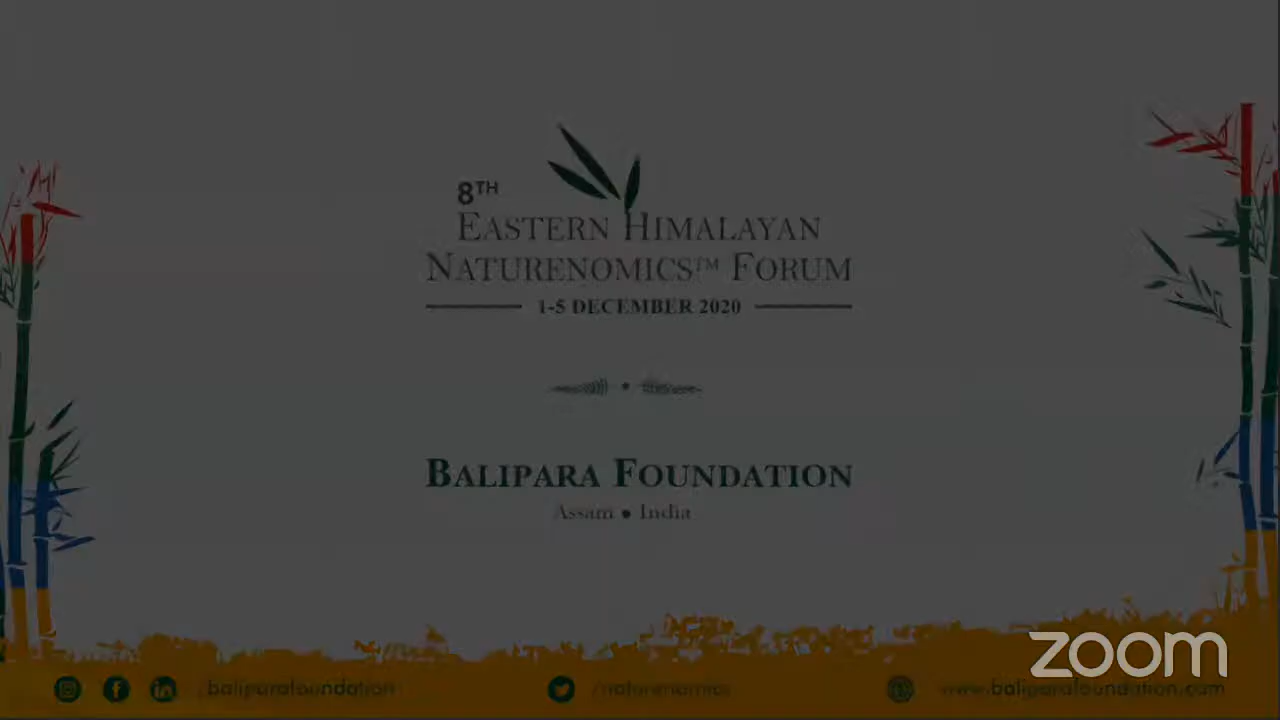 8TH
EASTERN HIMALAYAN
NATURENOMICS™ FORUM
1-5 DECEMBER 2020
BALIPARA FOUNDATION
Assam • India
/baliparafoundation
/naturenomics
www.baliparafoundation.com
zoom